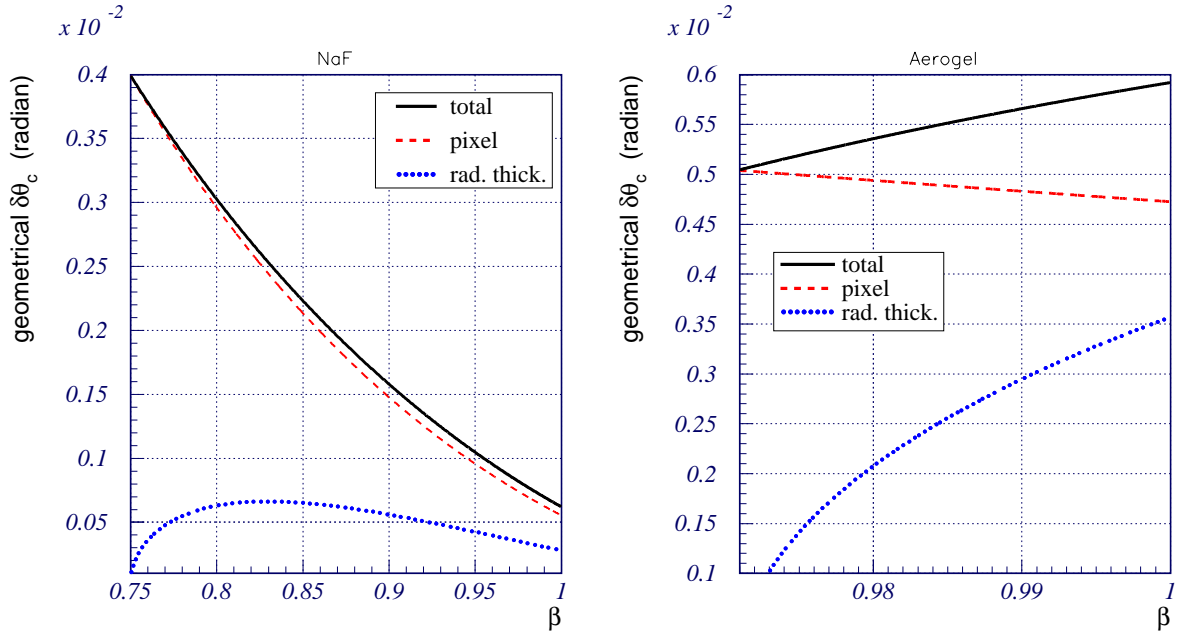 x 10 -2
NaF
geometrical δθc (radian)
0.4
0.35
0.3
0.25
0.2
0.15
0.1
0.05
total
pixel
rad. thick.
0.75 0.8 0.85 0.9 0.95 1
β
x 10 -2
Aerogel
geometrical δθc (radian)
0.6
0.55
0.5
0.45
0.4
0.35
0.3
0.25
0.2
0.15
0.1
total
pixel
rad. thick.
0.98 0.99 1
β